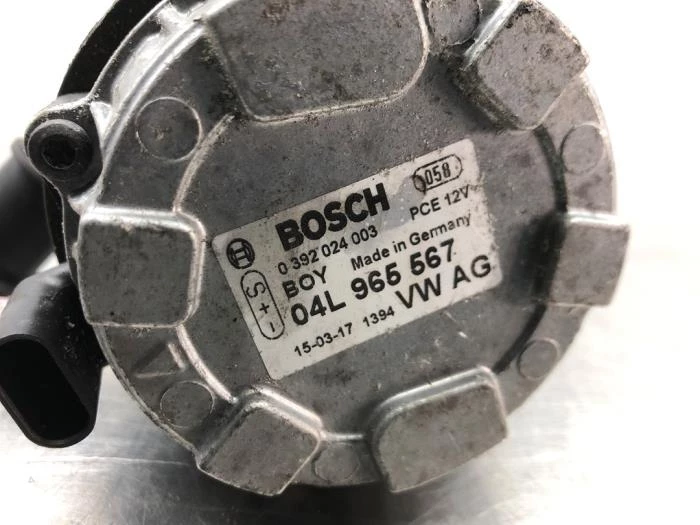 BOSCH
058
0 392 024 003 PCE 12V
BOY Made in Germany
S + -
04L 965 567
15-03-17 1394 VW AG